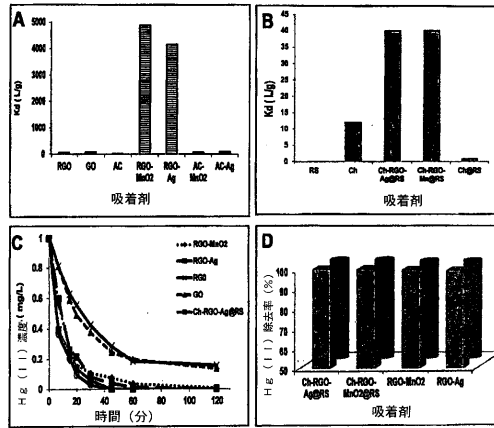 A
Kd (L/g)
5000
4000
3000
2000
1000
0
RGO
GO
AC
RGO-MnO2
RGO-Ag
AC-MnO2
AC-Ag
吸着剤
B
Kd (L/g)
45
40
35
30
25
20
15
10
5
0
RS
Ch
Ch-RGO-Ag@RS
Ch-RGO-Mn@RS
Ch@RS
吸着剤
C
Hg(II)濃度(mg/L)
1
0.8
0.6
0.4
0.2
0
0
20
40
60
80
100
120
時間(分)
RGO-MnO2
RGO-Ag
RGO
GO
Ch-RGO-Ag@RS
D
Hg(II)除去率(%)
100
90
80
70
60
50
Ch-RGO-Ag@RS
Ch-RGO-MnO2@RS
RGO-MnO2
RGO-Ag
吸着剤